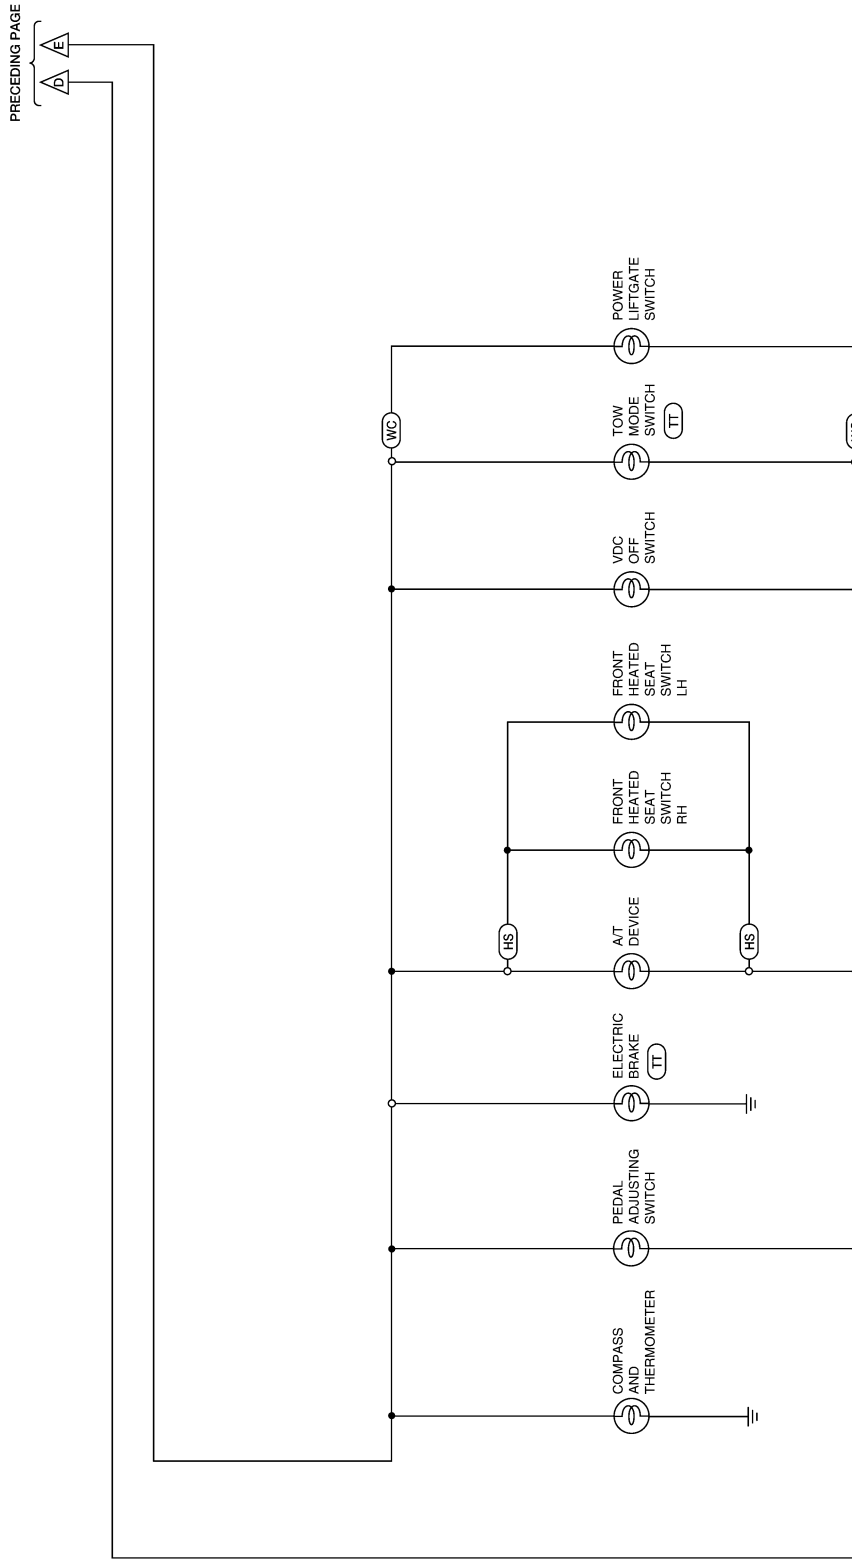 PRECEDING PAGE
E
D
POWER
LIFTGATE
SWITCH
WC
TOW
MODE
SWITCH
TT
VDC
OFF
SWITCH
FRONT
HEATED
SEAT
SWITCH
LH
FRONT
HEATED
SEAT
SWITCH
RH
HS
A/T
DEVICE
HS
ELECTRIC
BRAKE
TT
PEDAL
ADJUSTING
SWITCH
COMPASS
AND
THERMOMETER